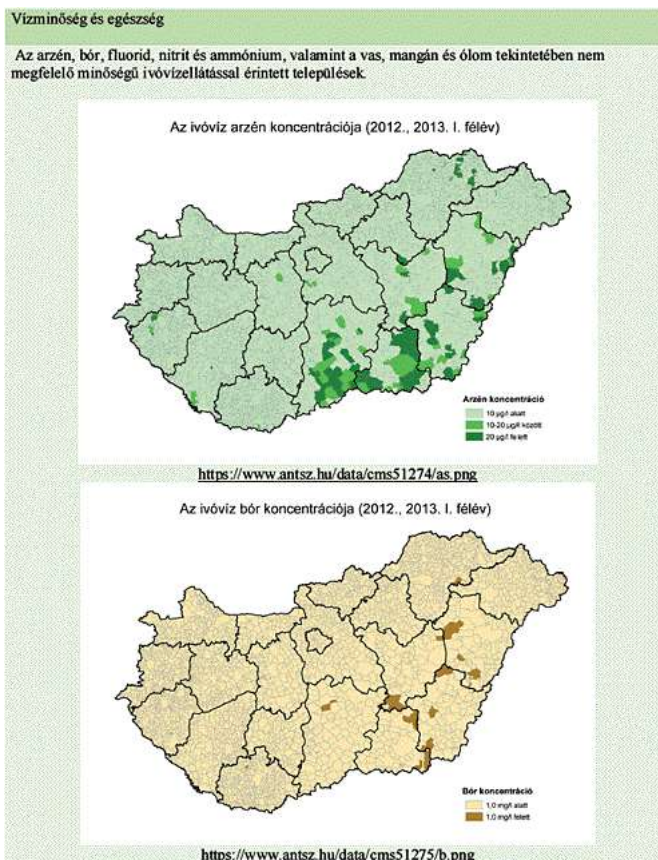 Vízminőség és egészség
Az arzén, bór, fluorid, nitrit és ammónium, valamint a vas, mangán és ólom tekintetében nem
megfelelő minőségű ivóvízellátással érintett települések.
Az ivóvíz arzén koncentrációja (2012., 2013. I. félév)
Arzén koncentráció
10 µg/l alatt
10-20 µg/l között
20 µg/l felett
https://www.antsz.hu/data/cms51274/as.png
Az ivóvíz bór koncentrációja (2012., 2013. I. félév)
Bór koncentráció
1,0 mg/l alatt
1,0 mg/l felett
https://www.antsz.hu/data/cms51275/b.png